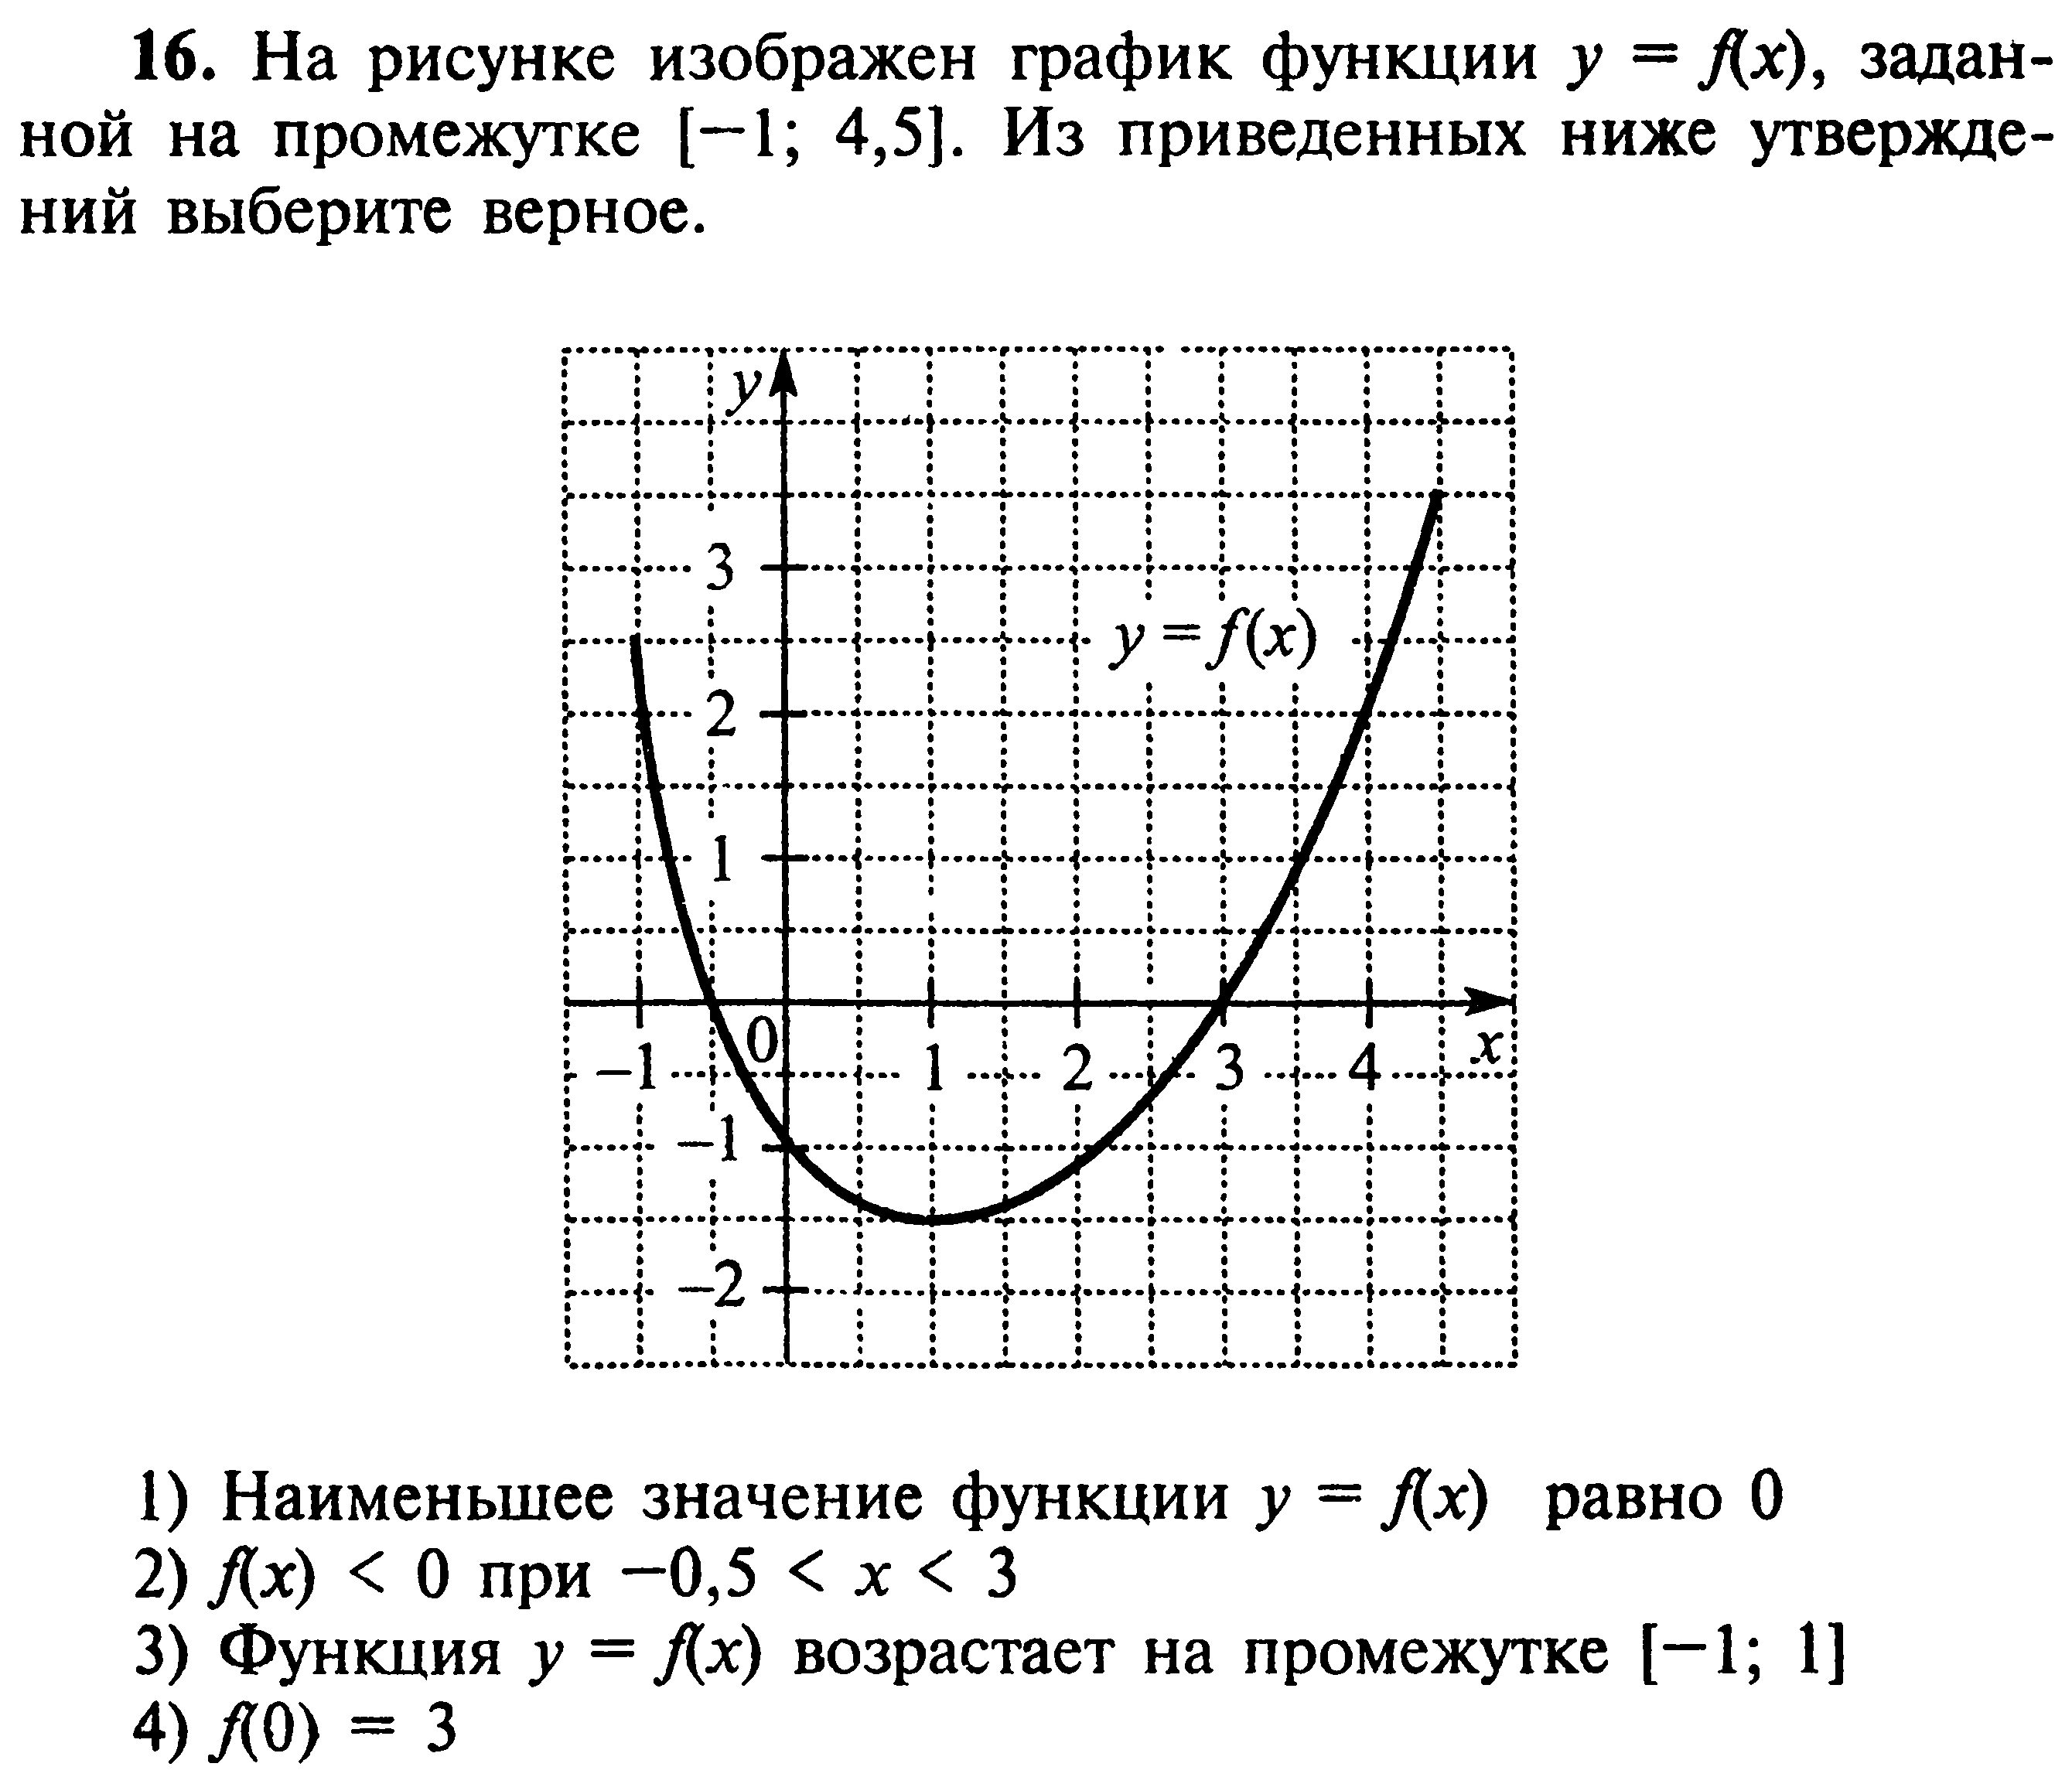 16. На рисунке изображен график функции y = f(x), задан-
ной на промежутке [−1; 4,5]. Из приведенных ниже утвержде-
ний выберите верное.
y
3
y = f(x)
2
1
0
−1 1 2 3 4 x
−1
−2
1) Наименьшее значение функции y = f(x) равно 0
2) f(x) < 0 при −0,5 < x < 3
3) Функция y = f(x) возрастает на промежутке [−1; 1]
4) f(0) = 3